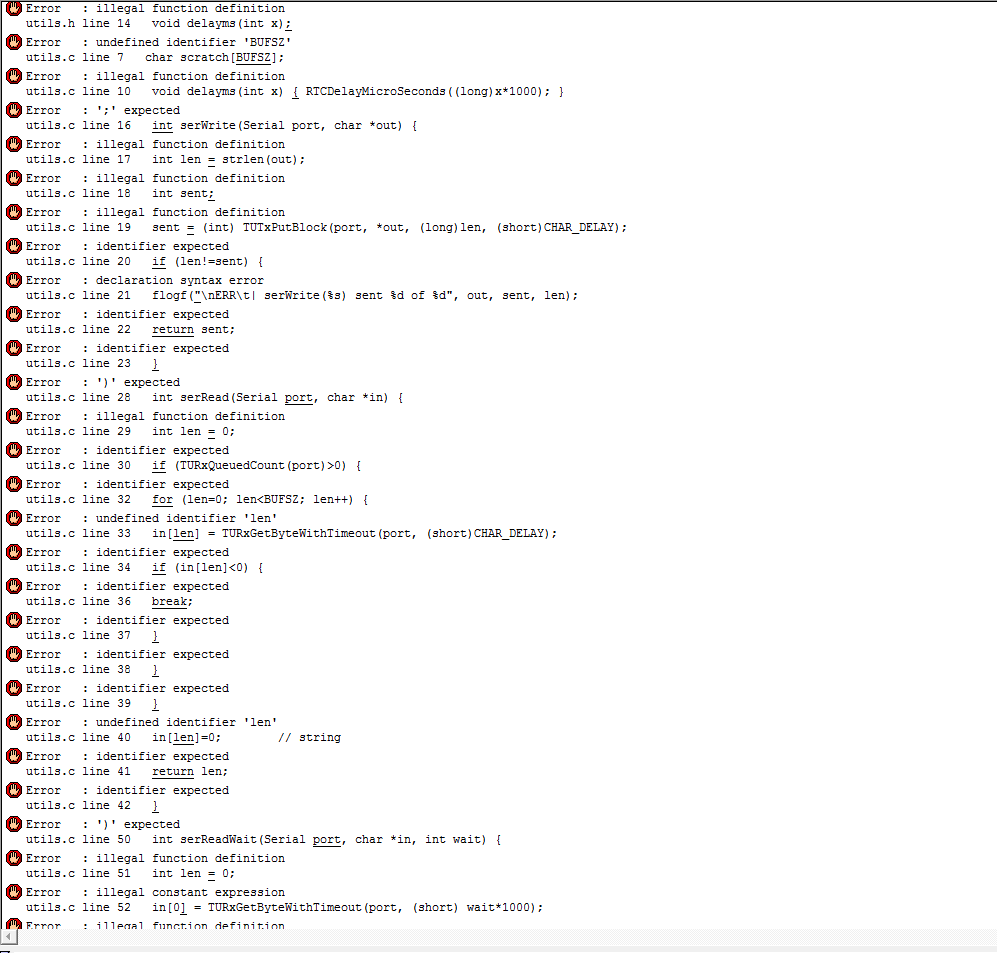 Error : illegal function definition
utils.h line 14 void delayms(int x);
Error : undefined identifier 'BUFSZ'
utils.c line 7 char scratch[BUFSZ];
Error : illegal function definition
utils.c line 10 void delayms(int x) { RTCDelayMicroSeconds((long)x*1000); }
Error : ';' expected
utils.c line 16 int serWrite(Serial port, char *out) {
Error : illegal function definition
utils.c line 17 int len = strlen(out);
Error : illegal function definition
utils.c line 18 int sent;
Error : illegal function definition
utils.c line 19 sent = (int) TUTxPutBlock(port, *out, (long)len, (short)CHAR_DELAY);
Error : identifier expected
utils.c line 20 if (len!=sent) {
Error : declaration syntax error
utils.c line 21 flogf("\nERR\t| serWrite(%s) sent %d of %d", out, sent, len);
Error : identifier expected
utils.c line 22 return sent;
Error : identifier expected
utils.c line 23 }
Error : ')' expected
utils.c line 28 int serRead(Serial port, char *in) {
Error : illegal function definition
utils.c line 29 int len = 0;
Error : identifier expected
utils.c line 30 if (TURxQueuedCount(port)>0) {
Error : identifier expected
utils.c line 32 for (len=0; len<BUFSZ; len++) {
Error : undefined identifier 'len'
utils.c line 33 in[len] = TURxGetByteWithTimeout(port, (short)CHAR_DELAY);
Error : identifier expected
utils.c line 34 if (in[len]<0) {
Error : identifier expected
utils.c line 36 break;
Error : identifier expected
utils.c line 37 }
Error : identifier expected
utils.c line 38 }
Error : identifier expected
utils.c line 39 }
Error : undefined identifier 'len'
utils.c line 40 in[len]=0; // string
Error : identifier expected
utils.c line 41 return len;
Error : identifier expected
utils.c line 42 }
Error : ')' expected
utils.c line 50 int serReadWait(Serial port, char *in, int wait) {
Error : illegal function definition
utils.c line 51 int len = 0;
Error : illegal constant expression
utils.c line 52 in[0] = TURxGetByteWithTimeout(port, (short) wait*1000);
Error : illegal function definition